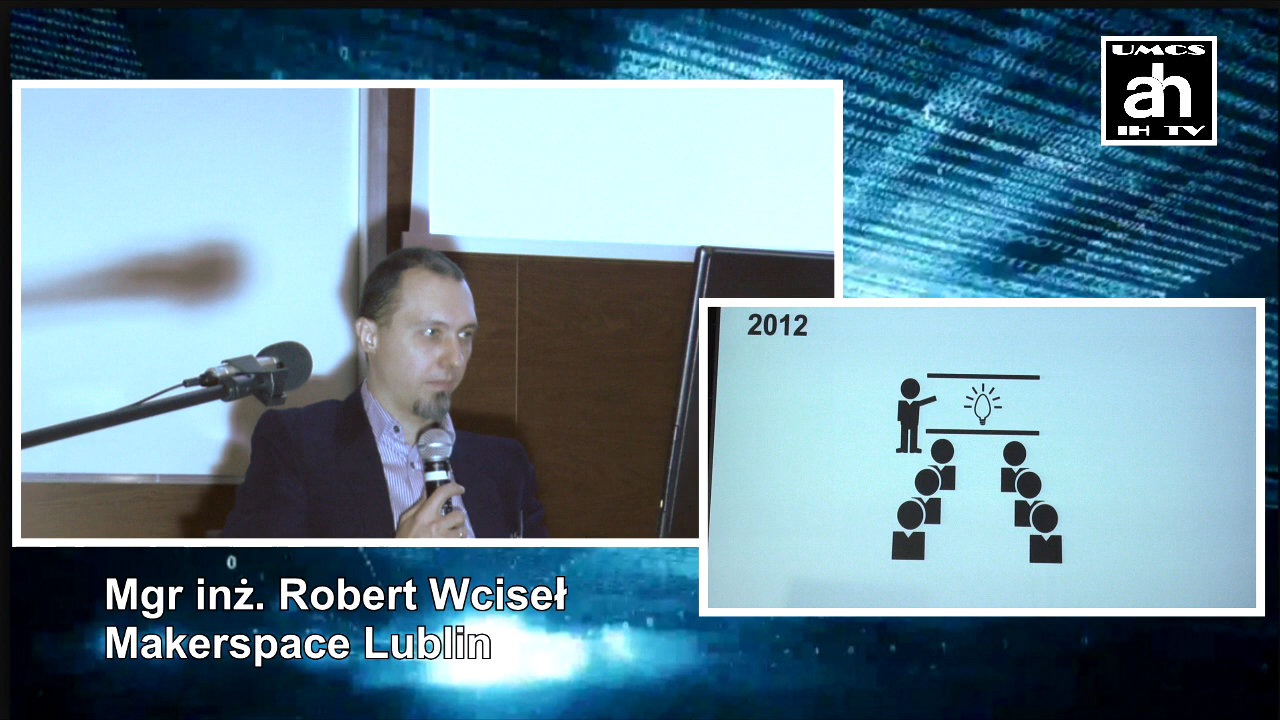 UMCS
ah
IH TV
2012
Mgr inż. Robert Wciseł
Makerspace Lublin